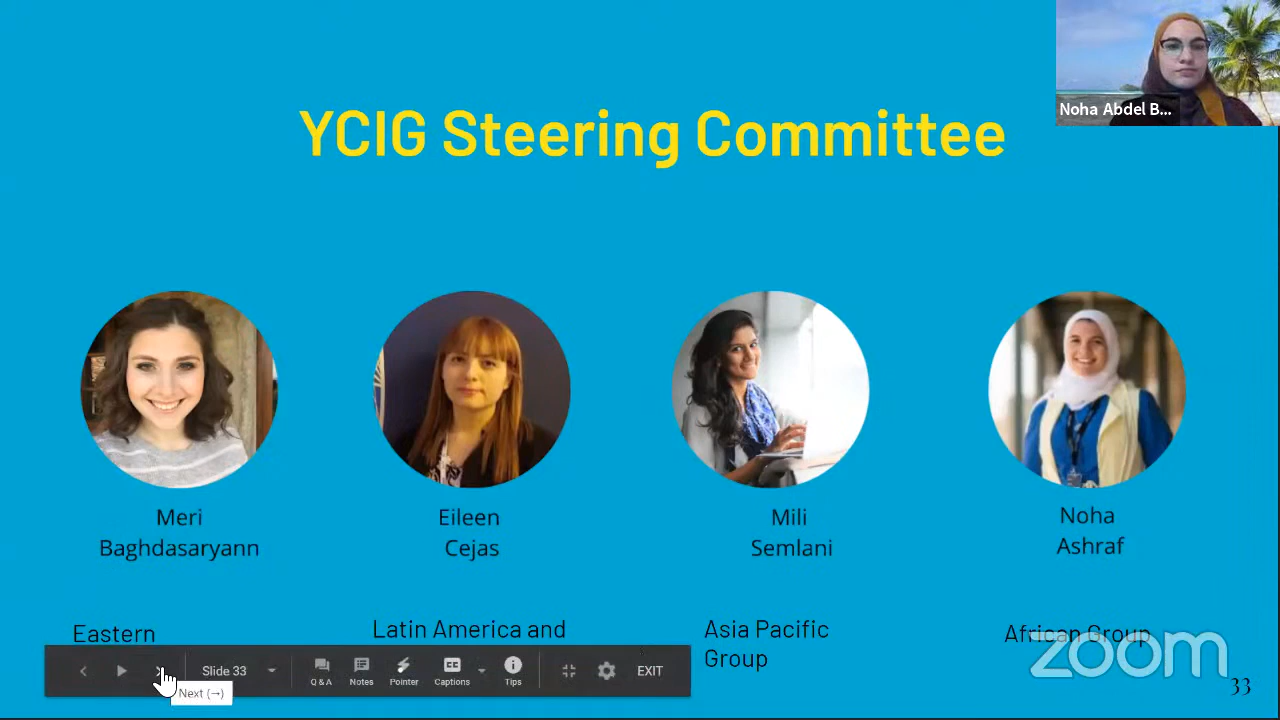 Noha Abdel B...
YCIG Steering Committee
Meri
Baghdasaryann
Eileen
Cejas
Mili
Semlani
Noha
Ashraf
Eastern
Latin America and
Asia Pacific
Group
African Group
zoom
Slide 33
Q & A
Notes
Pointer
Captions
Tips
EXIT
Next (→)
33